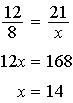 12/8 = 21/x
12x = 168
x = 14